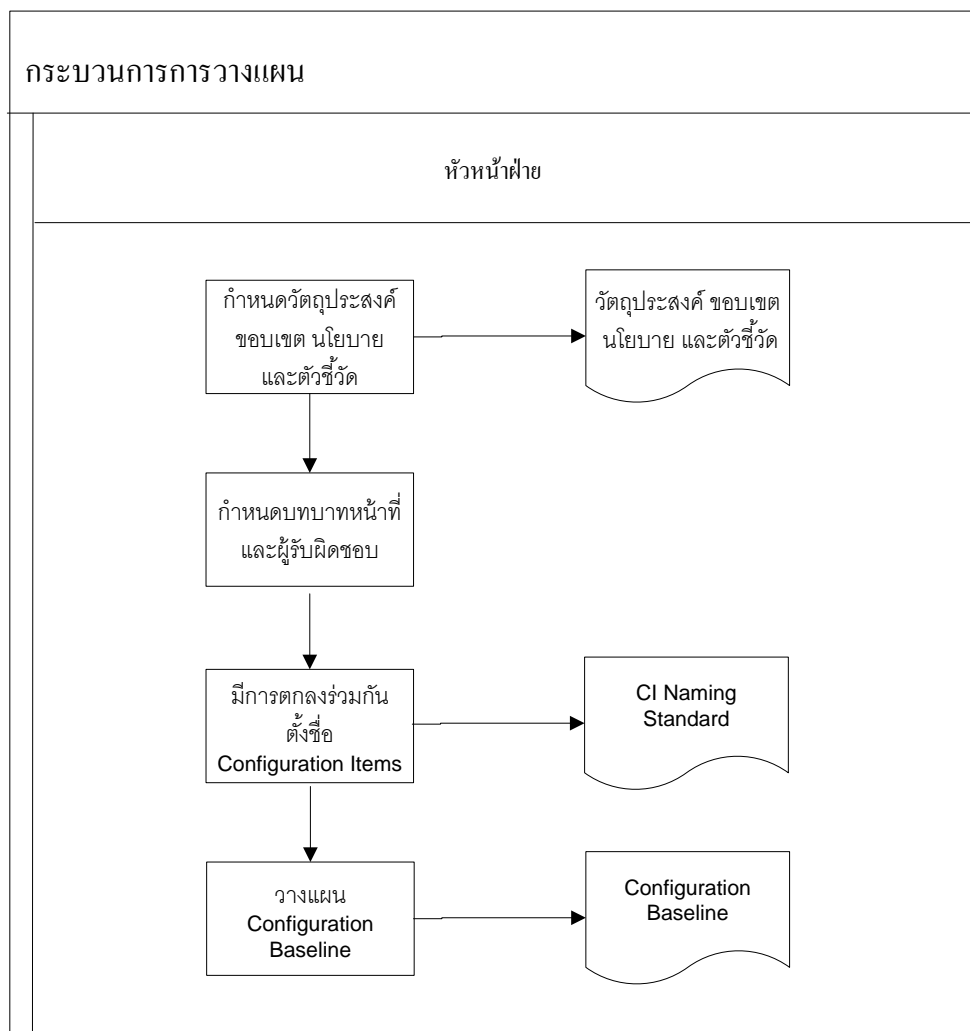 กระบวนการการวางแผน
หัวหน้าฝ่าย
กำหนดวัตถุประสงค์
ขอบเขต นโยบาย
และตัวชี้วัด
วัตถุประสงค์ ขอบเขต
นโยบาย และตัวชี้วัด
กำหนดบทบาทหน้าที่
และผู้รับผิดชอบ
มีการตกลงร่วมกัน
ตั้งชื่อ
Configuration Items
CI Naming
Standard
วางแผน
Configuration
Baseline
Configuration
Baseline